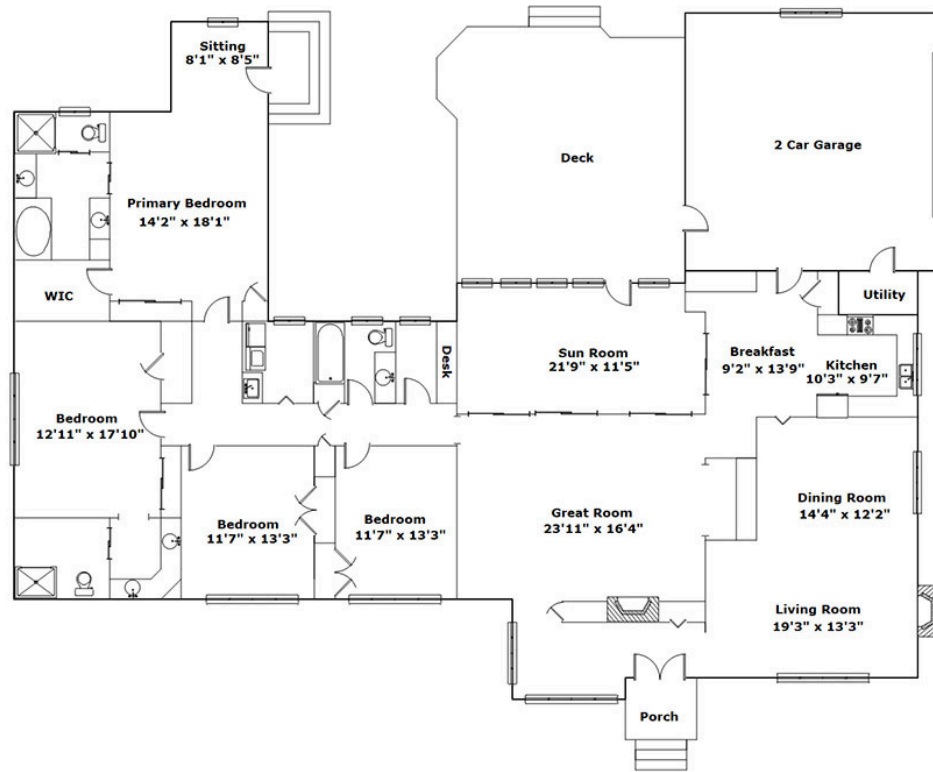 Sitting
8'1" x 8'5"
Deck
2 Car Garage
Primary Bedroom
14'2" x 18'1"
WIC
Utility
Desk
Sun Room
21'9" x 11'5"
Breakfast
9'2" x 13'9"
Kitchen
10'3" x 9'7"
Bedroom
12'11" x 17'10"
Bedroom
11'7" x 13'3"
Bedroom
11'7" x 13'3"
Great Room
23'11" x 16'4"
Dining Room
14'4" x 12'2"
Living Room
19'3" x 13'3"
Porch